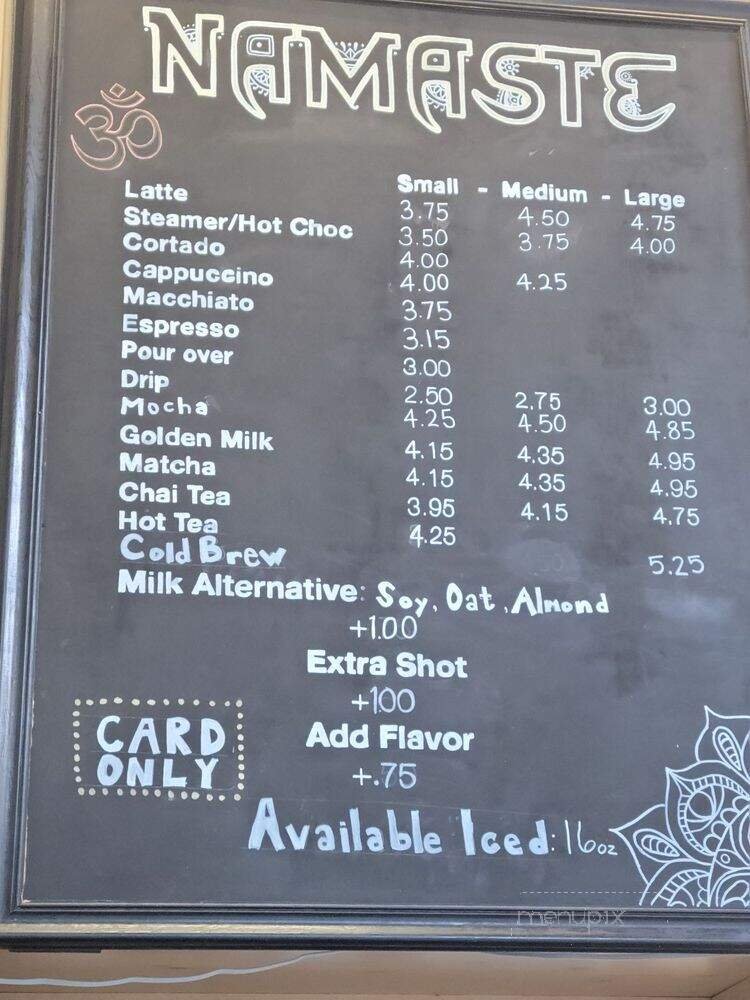 NAMASTE
ॐ
Small - Medium - Large
Latte 3.75 4.50 4.75
Steamer/Hot Choc 3.50 3.75 4.00
Cortado 4.00
Cappuccino 4.00 4.25
Macchiato 3.75
Espresso 3.15
Pour over 3.00
Drip 2.50 2.75 3.00
Mocha 4.25 4.50 4.85
Golden Milk 4.15 4.35 4.95
Matcha 4.15 4.35 4.95
Chai Tea 3.95 4.15 4.75
Hot Tea 4.25
Cold Brew 5.25
Milk Alternative: Soy, Oat, Almond
+1.00
Extra Shot
+100
Add Flavor
+.75
CARD
ONLY
Available Iced: 16oz
menupix